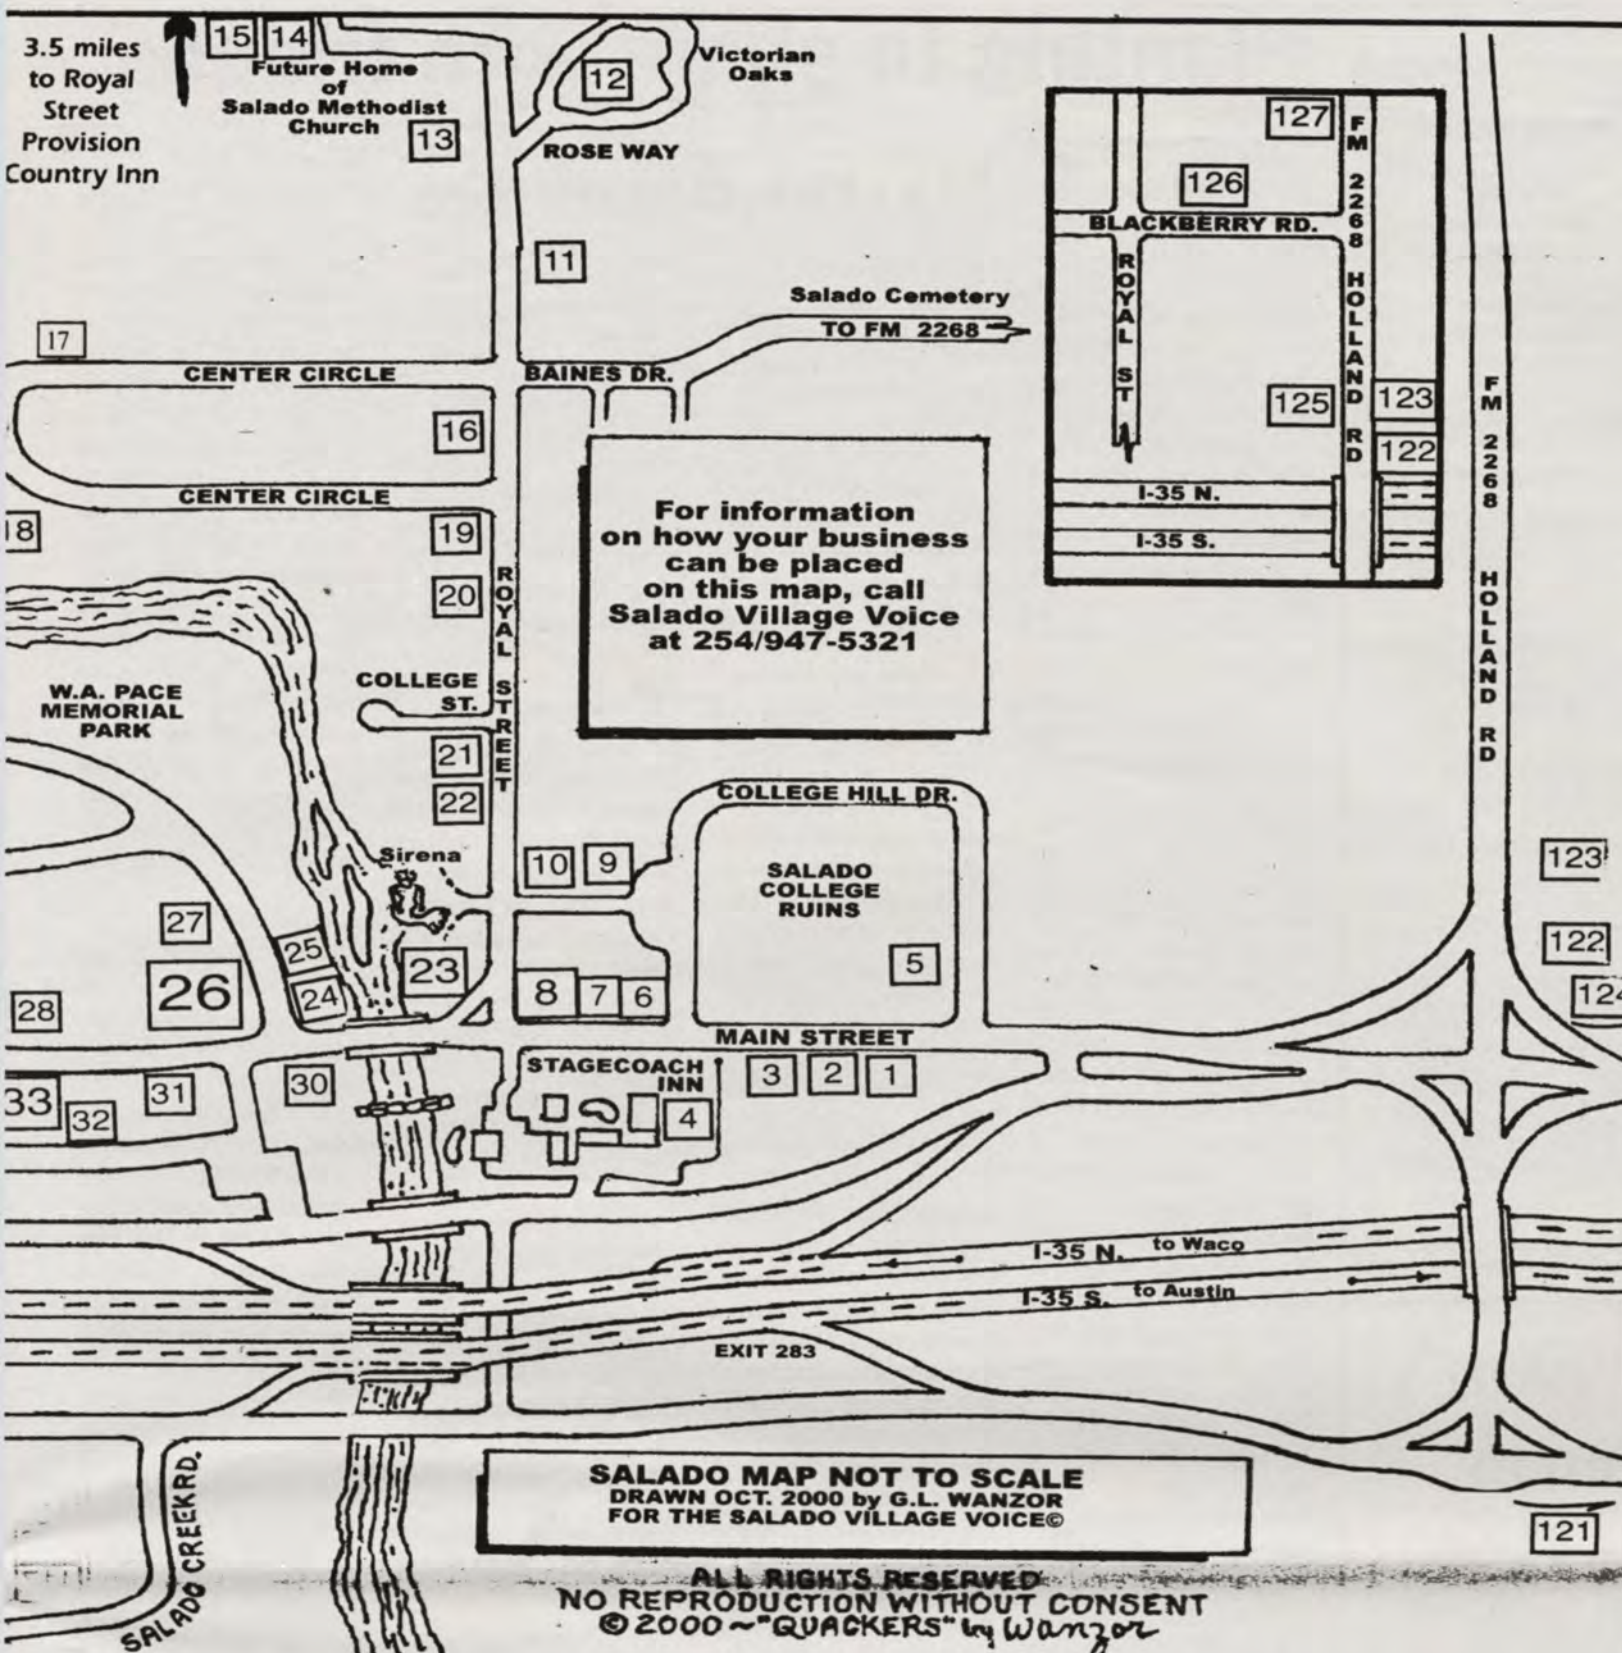 3.5 miles
to Royal
Street
Provision
Country Inn
15
14
Future Home
of
Salado Methodist
Church
13
12
Victorian
Oaks
ROSE WAY
11
Salado Cemetery
TO FM 2268
17
CENTER CIRCLE
BAINES DR.
16
CENTER CIRCLE
18
19
20
ROYAL STREET
For information
on how your business
can be placed
on this map, call
Salado Village Voice
at 254/947-5321
127
FM 2268 HOLLAND RD
126
BLACKBERRY RD.
ROYAL ST
125
123
122
I-35 N.
I-35 S.
FM 2268 HOLLAND RD
W.A. PACE
MEMORIAL
PARK
COLLEGE
ST.
21
22
COLLEGE HILL DR.
Sirena
10
9
SALADO
COLLEGE
RUINS
5
123
122
124
27
25
26
24
23
28
8
7
6
MAIN STREET
STAGECOACH
INN
3
2
1
4
30
31
33
32
I-35 N. to Waco
I-35 S. to Austin
EXIT 283
SALADO CREEK RD.
SALADO
SALADO MAP NOT TO SCALE
DRAWN OCT. 2000 by G.L. WANZOR
FOR THE SALADO VILLAGE VOICE©
121
ALL RIGHTS RESERVED
NO REPRODUCTION WITHOUT CONSENT
© 2000 ~ "QUACKERS" by Wanzor